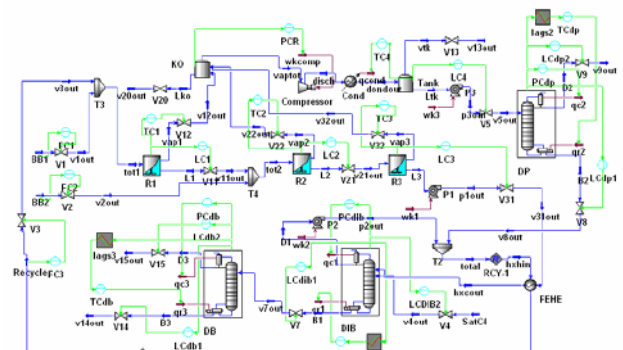 lags2 TCdp
PCR TC4 vtk V13 v13out
KO wkcomp LCdp2 V9 v9out
vaptot disch qcond dondout Tank LC4 PCdp D2
v1out T3 v20out Lko Compressor Cond Ltk P3 qc2
V20 v12out wk3 p3out V5 v5out
FC1 TC1 V12 TC2 v22out v32out TC3
BB1 V1 v1out vap1 V22 vap2 V32 vap3 LC3 qr2
LC1 LC2 DP B2 LCdp1
tot1 R1 L1 V11 v11out tot2 R2 L2 V21 v21out R3 L3 P1 p1out V31
FC2
BB2 V2 v2out T4 wk1 v31out V8
V3 PCdb P2 PCdIb p2out v8out
LCdb2 D1 wk2 T2
lags3 v15out V15 D3 total RCY-1 hxhin
Recycle FC3 qc3 qc1 hxcout FEHE
TCdb qr3 v7out LCdib1 qr1 LCDIB2
v14out V14 B3 DB V7 B1 DIB v4out V4 SatC4
LCdb1